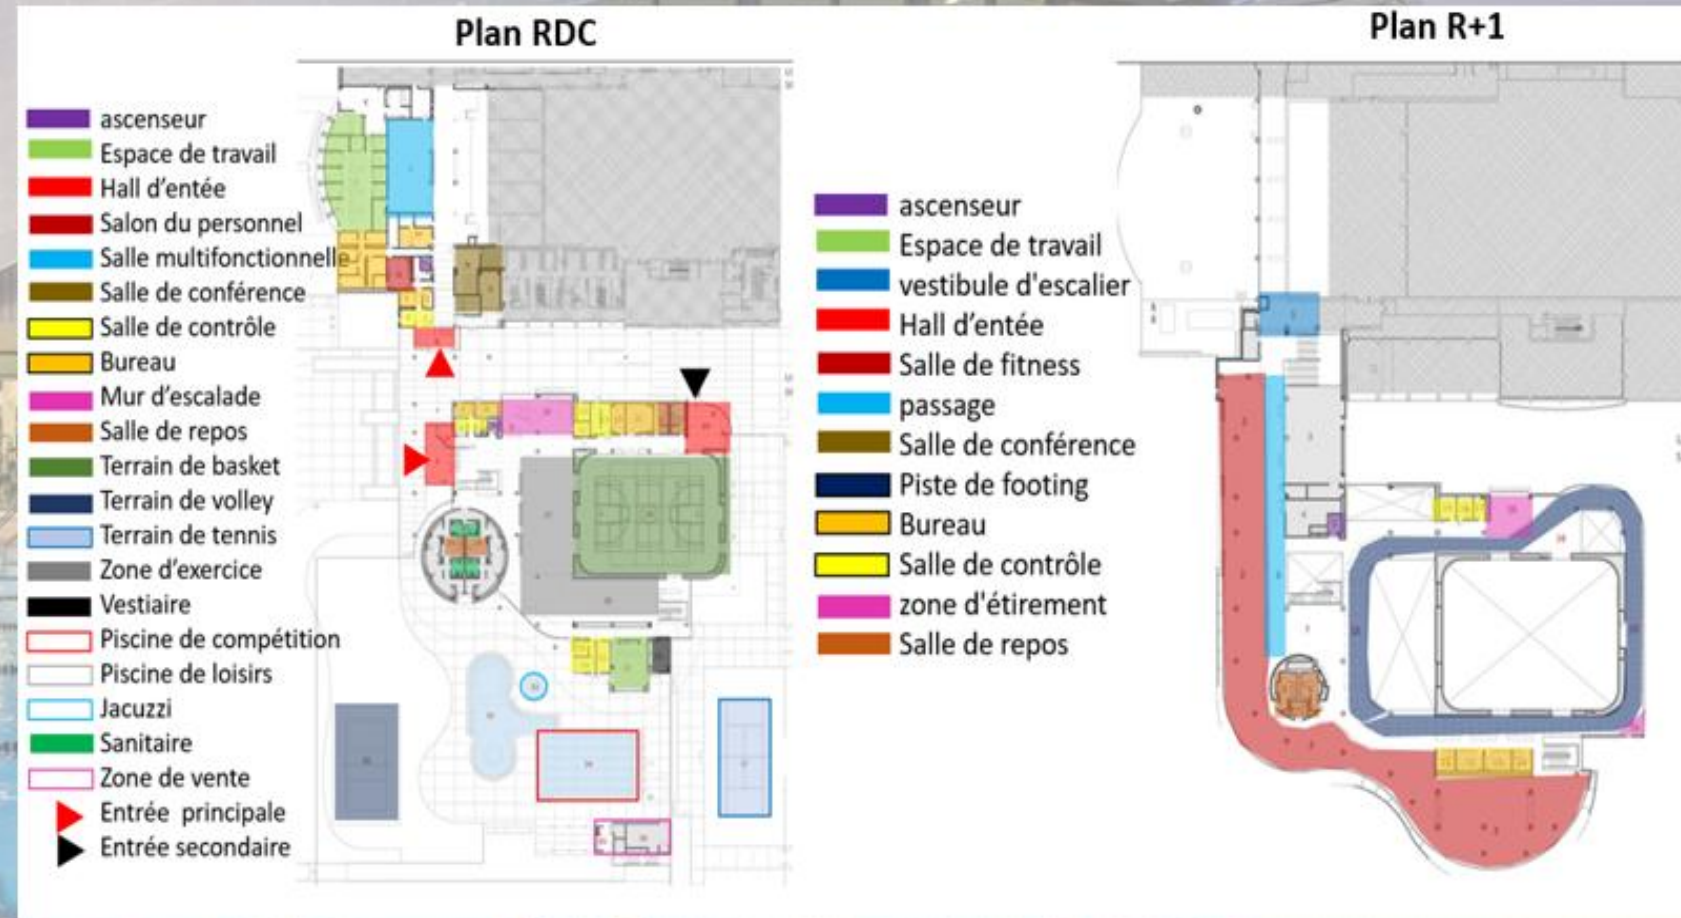 Plan RDC
ascenseur
Espace de travail
Hall d'entée
Salon du personnel
Salle multifonctionnelle
Salle de conférence
Salle de contrôle
Bureau
Mur d'escalade
Salle de repos
Terrain de basket
Terrain de volley
Terrain de tennis
Zone d'exercice
Vestiaire
Piscine de compétition
Piscine de loisirs
Jacuzzi
Sanitaire
Zone de vente
Entrée principale
Entrée secondaire
Plan R+1
ascenseur
Espace de travail
vestibule d'escalier
Hall d'entée
Salle de fitness
passage
Salle de conférence
Piste de footing
Bureau
Salle de contrôle
zone d'étirement
Salle de repos